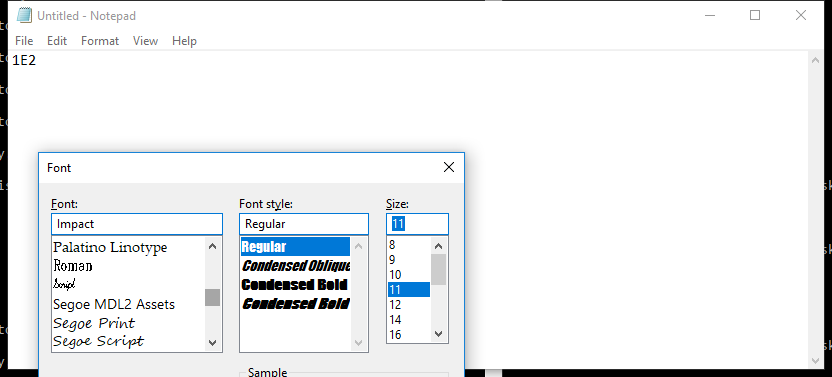 Untitled - Notepad
File Edit Format View Help
1E2
Font
Font: Font style: Size:
Impact Regular 11
Palatino Linotype
Roman
Script
Segoe MDL2 Assets
Segoe Print
Segoe Script
Regular
Condensed Oblique
Condensed Bold
Condensed Bold
8
9
10
11
12
14
16
Sample